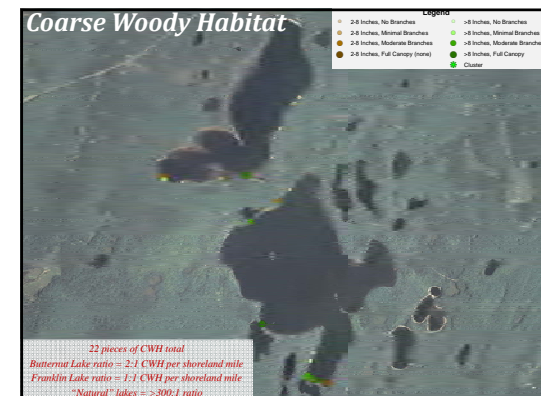 Coarse Woody Habitat
Legend
2-8 Inches, No Branches
2-8 Inches, Minimal Branches
2-8 Inches, Moderate Branches
2-8 Inches, Full Canopy (none)
>8 Inches, No Branches
>8 Inches, Minimal Branches
>8 Inches, Moderate Branche
>8 Inches, Full Canopy
Cluster
22 pieces of CWH total
Butternut Lake ratio = 2:1 CWH per shoreland mile
Franklin Lake ratio = 1:1 CWH per shoreland mile
"Natural" lakes = >300:1 ratio